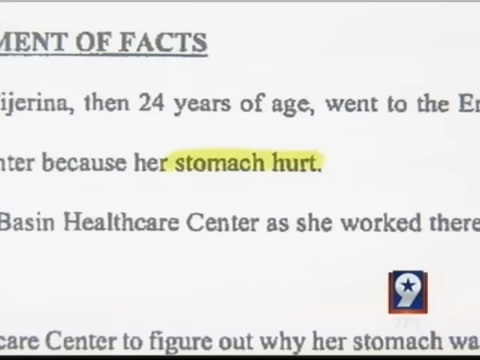 MENT OF FACTS
ijerina, then 24 years of age, went to the En
nter because her stomach hurt.
Basin Healthcare Center as she worked there
9
care Center to figure out why her stomach wa